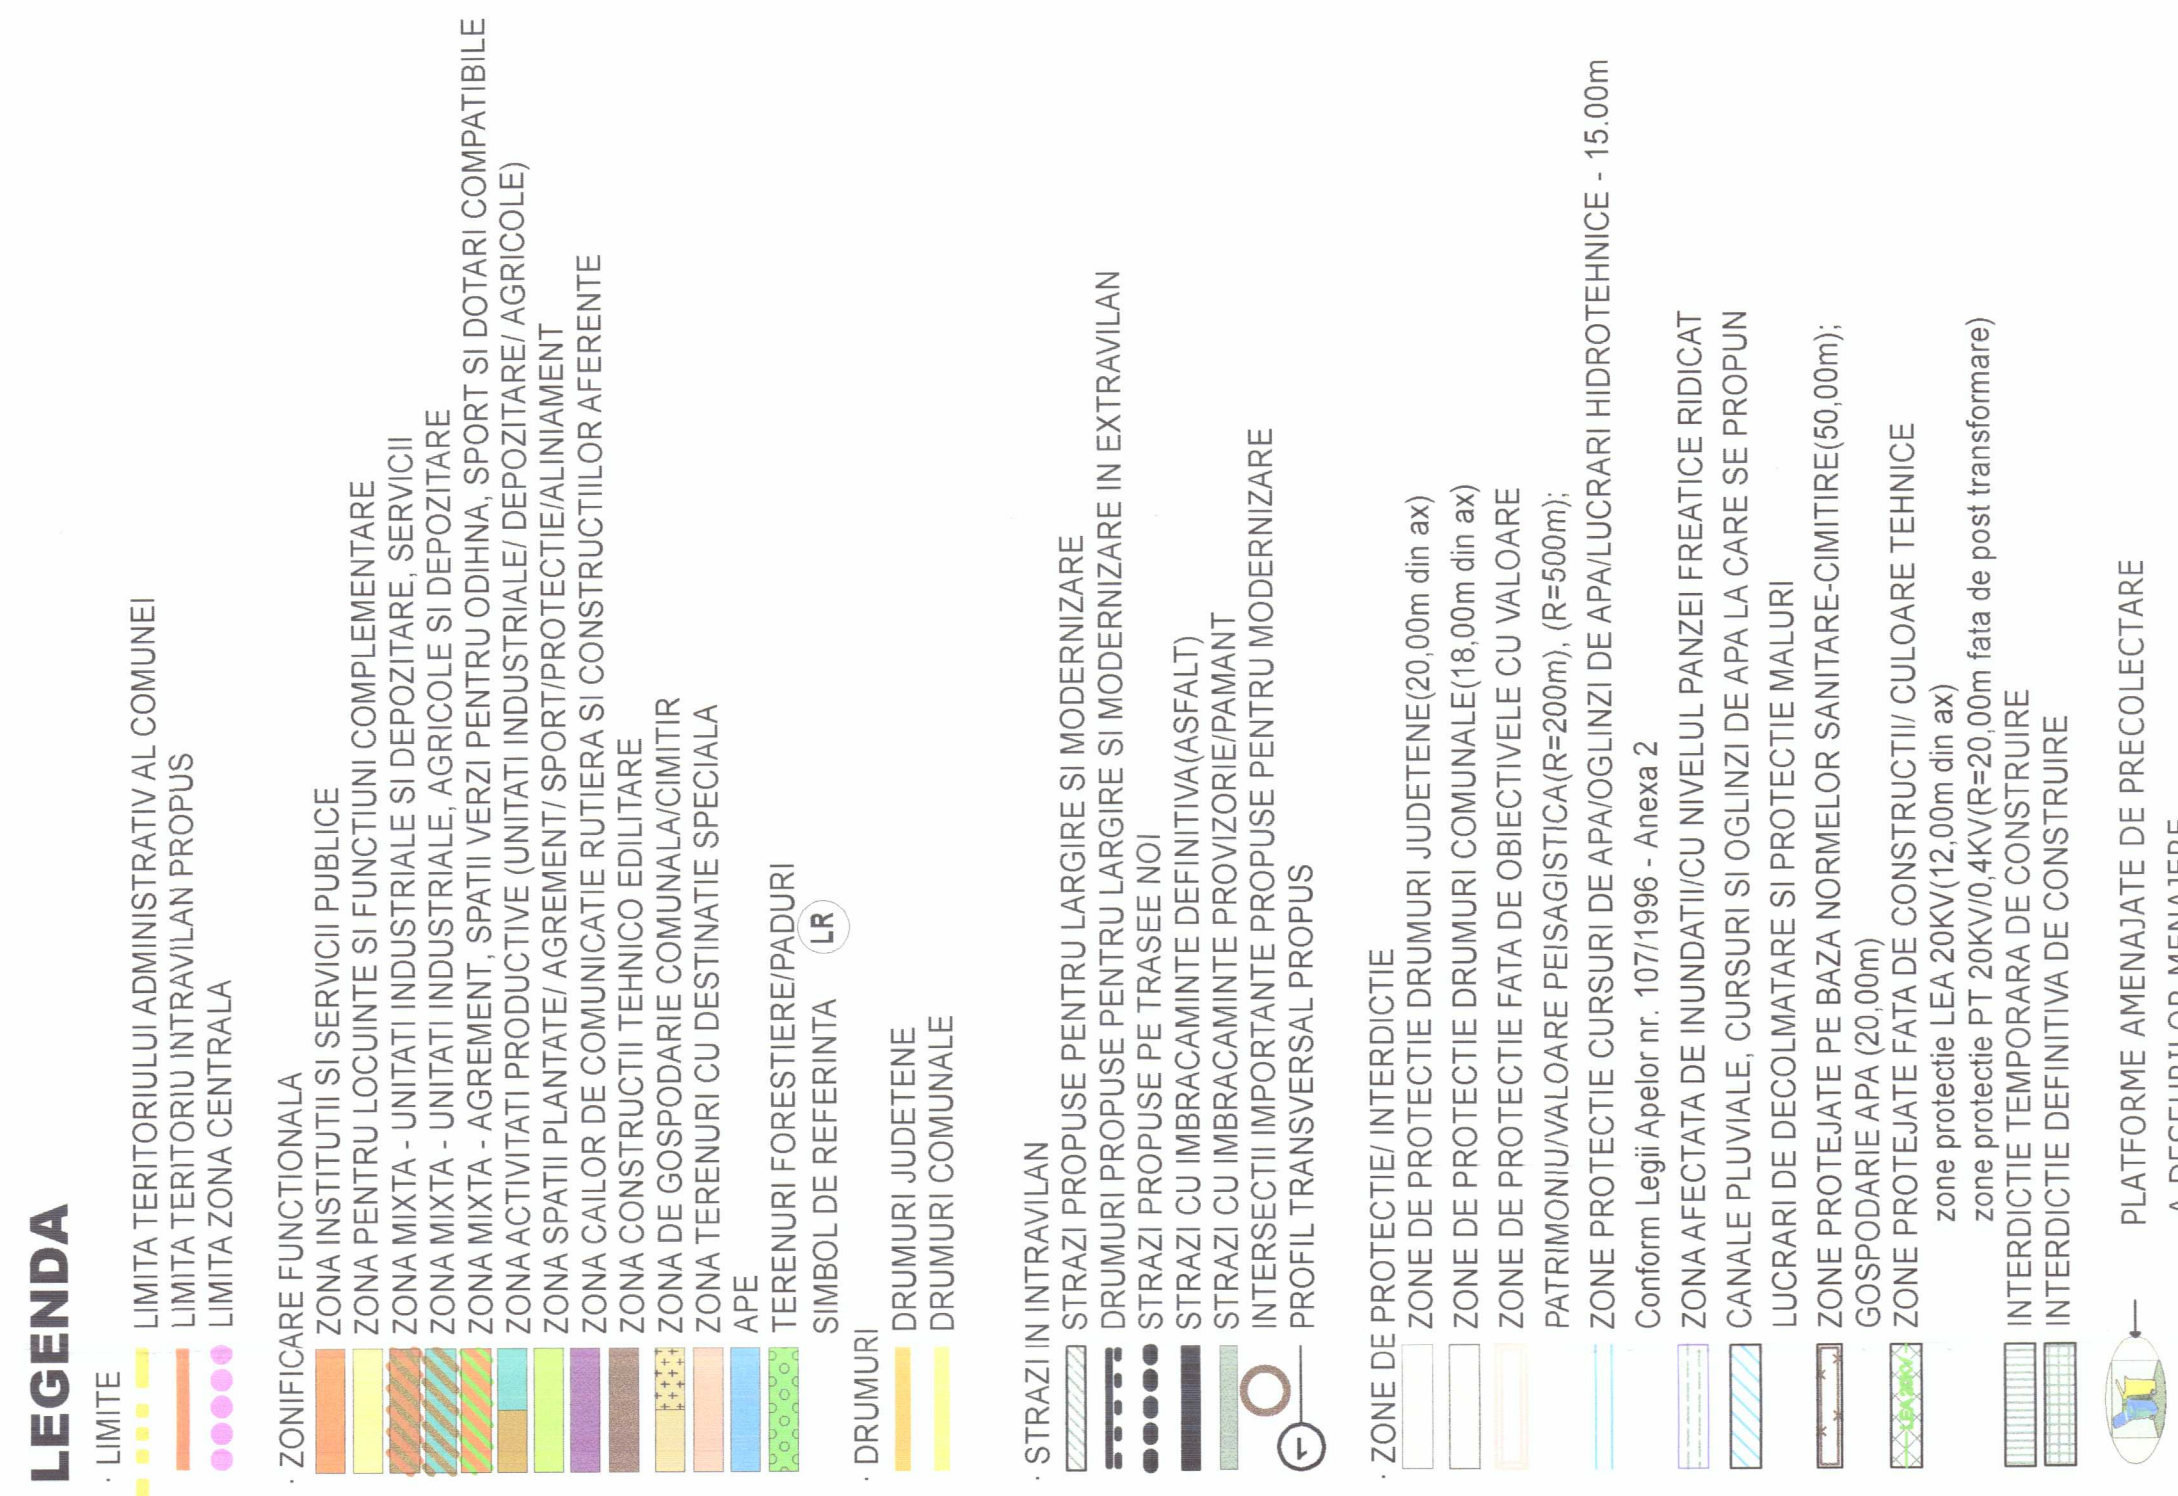 LEGENDA
· LIMITE
LIMITA TERITORIULUI ADMINISTRATIV AL COMUNEI
LIMITA TERITORIU INTRAVILAN PROPUS
LIMITA ZONA CENTRALA
· ZONIFICARE FUNCTIONALA
ZONA INSTITUTII SI SERVICII PUBLICE
ZONA PENTRU LOCUINTE SI FUNCTIUNI COMPLEMENTARE
ZONA MIXTA - UNITATI INDUSTRIALE SI DEPOZITARE, SERVICII
ZONA MIXTA - UNITATI INDUSTRIALE, AGRICOLE SI DEPOZITARE
ZONA MIXTA - AGREMENT, SPATII VERZI PENTRU ODIHNA, SPORT SI DOTARI COMPATIBILE
ZONA ACTIVITATI PRODUCTIVE (UNITATI INDUSTRIALE/ DEPOZITARE/ AGRICOLE)
ZONA SPATII PLANTATE/ AGREMENT/ SPORT/PROTECTIE/ALINIAMENT
ZONA CAILOR DE COMUNICATIE RUTIERA SI CONSTRUCTIILOR AFERENTE
ZONA CONSTRUCTII TEHNICO EDILITARE
ZONA DE GOSPODARIE COMUNALA/CIMITIR
ZONA TERENURI CU DESTINATIE SPECIALA
APE
TERENURI FORESTIERE/PADURI
SIMBOL DE REFERINTA LR
· DRUMURI
DRUMURI JUDETENE
DRUMURI COMUNALE
· STRAZI IN INTRAVILAN
STRAZI PROPUSE PENTRU LARGIRE SI MODERNIZARE
DRUMURI PROPUSE PENTRU LARGIRE SI MODERNIZARE IN EXTRAVILAN
STRAZI PROPUSE PE TRASEE NOI
STRAZI CU IMBRACAMINTE DEFINITIVA(ASFALT)
STRAZI CU IMBRACAMINTE PROVIZORIE/PAMANT
INTERSECTII IMPORTANTE PROPUSE PENTRU MODERNIZARE
1 PROFIL TRANSVERSAL PROPUS
· ZONE DE PROTECTIE/ INTERDICTIE
ZONE DE PROTECTIE DRUMURI JUDETENE(20,00m din ax)
ZONE DE PROTECTIE DRUMURI COMUNALE(18,00m din ax)
ZONE DE PROTECTIE FATA DE OBIECTIVELE CU VALOARE
PATRIMONIU/VALOARE PEISAGISTICA(R=200m), (R=500m);
ZONE PROTECTIE CURSURI DE APA/OGLINZI DE APA/LUCRARI HIDROTEHNICE - 15.00m
Conform Legii Apelor nr. 107/1996 - Anexa 2
ZONA AFECTATA DE INUNDATII/CU NIVELUL PANZEI FREATICE RIDICAT
CANALE PLUVIALE, CURSURI SI OGLINZI DE APA LA CARE SE PROPUN
LUCRARI DE DECOLMATARE SI PROTECTIE MALURI
ZONE PROTEJATE PE BAZA NORMELOR SANITARE-CIMITIRE(50,00m);
GOSPODARIE APA (20,00m)
LEA 20KV ZONE PROTEJATE FATA DE CONSTRUCTII/ CULOARE TEHNICE
zone protectie LEA 20KV(12,00m din ax)
zone protectie PT 20KV/0,4KV(R=20,00m fata de post transformare)
INTERDICTIE TEMPORARA DE CONSTRUIRE
INTERDICTIE DEFINITIVA DE CONSTRUIRE
PLATFORME AMENAJATE DE PRECOLECTARE
A DESEURILOR MENAJERE